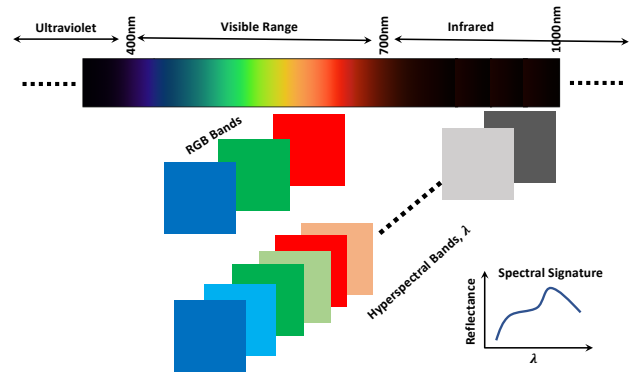 Ultraviolet
Visible Range
Infrared
400nm
700nm
1000nm
RGB Bands
Hyperspectral Bands, λ
Spectral Signature
Reflectance
λ